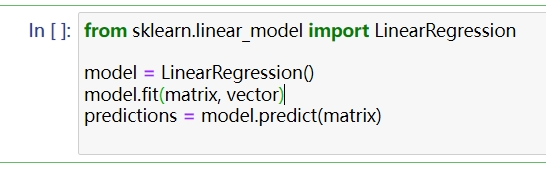 In [ ]: from sklearn.linear_model import LinearRegression
model = LinearRegression()
model.fit(matrix, vector)
predictions = model.predict(matrix)